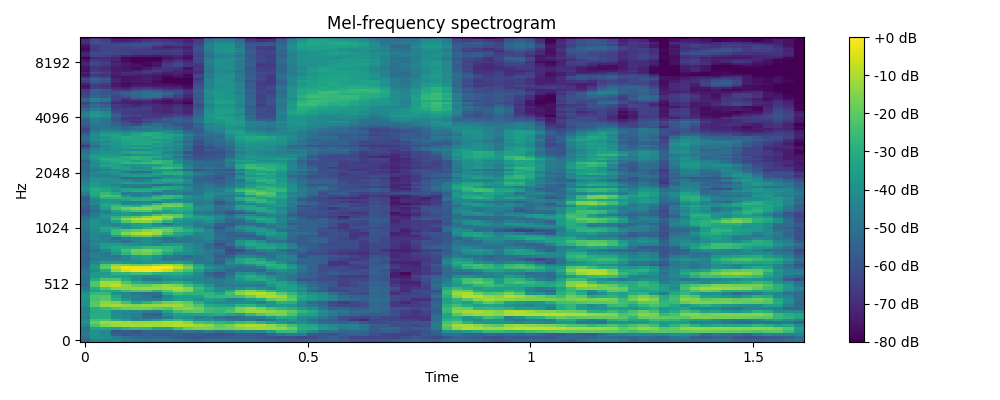 Mel-frequency spectrogram
Hz
8192
4096
2048
1024
512
0
0
0.5
1
1.5
Time
+0 dB
-10 dB
-20 dB
-30 dB
-40 dB
-50 dB
-60 dB
-70 dB
-80 dB